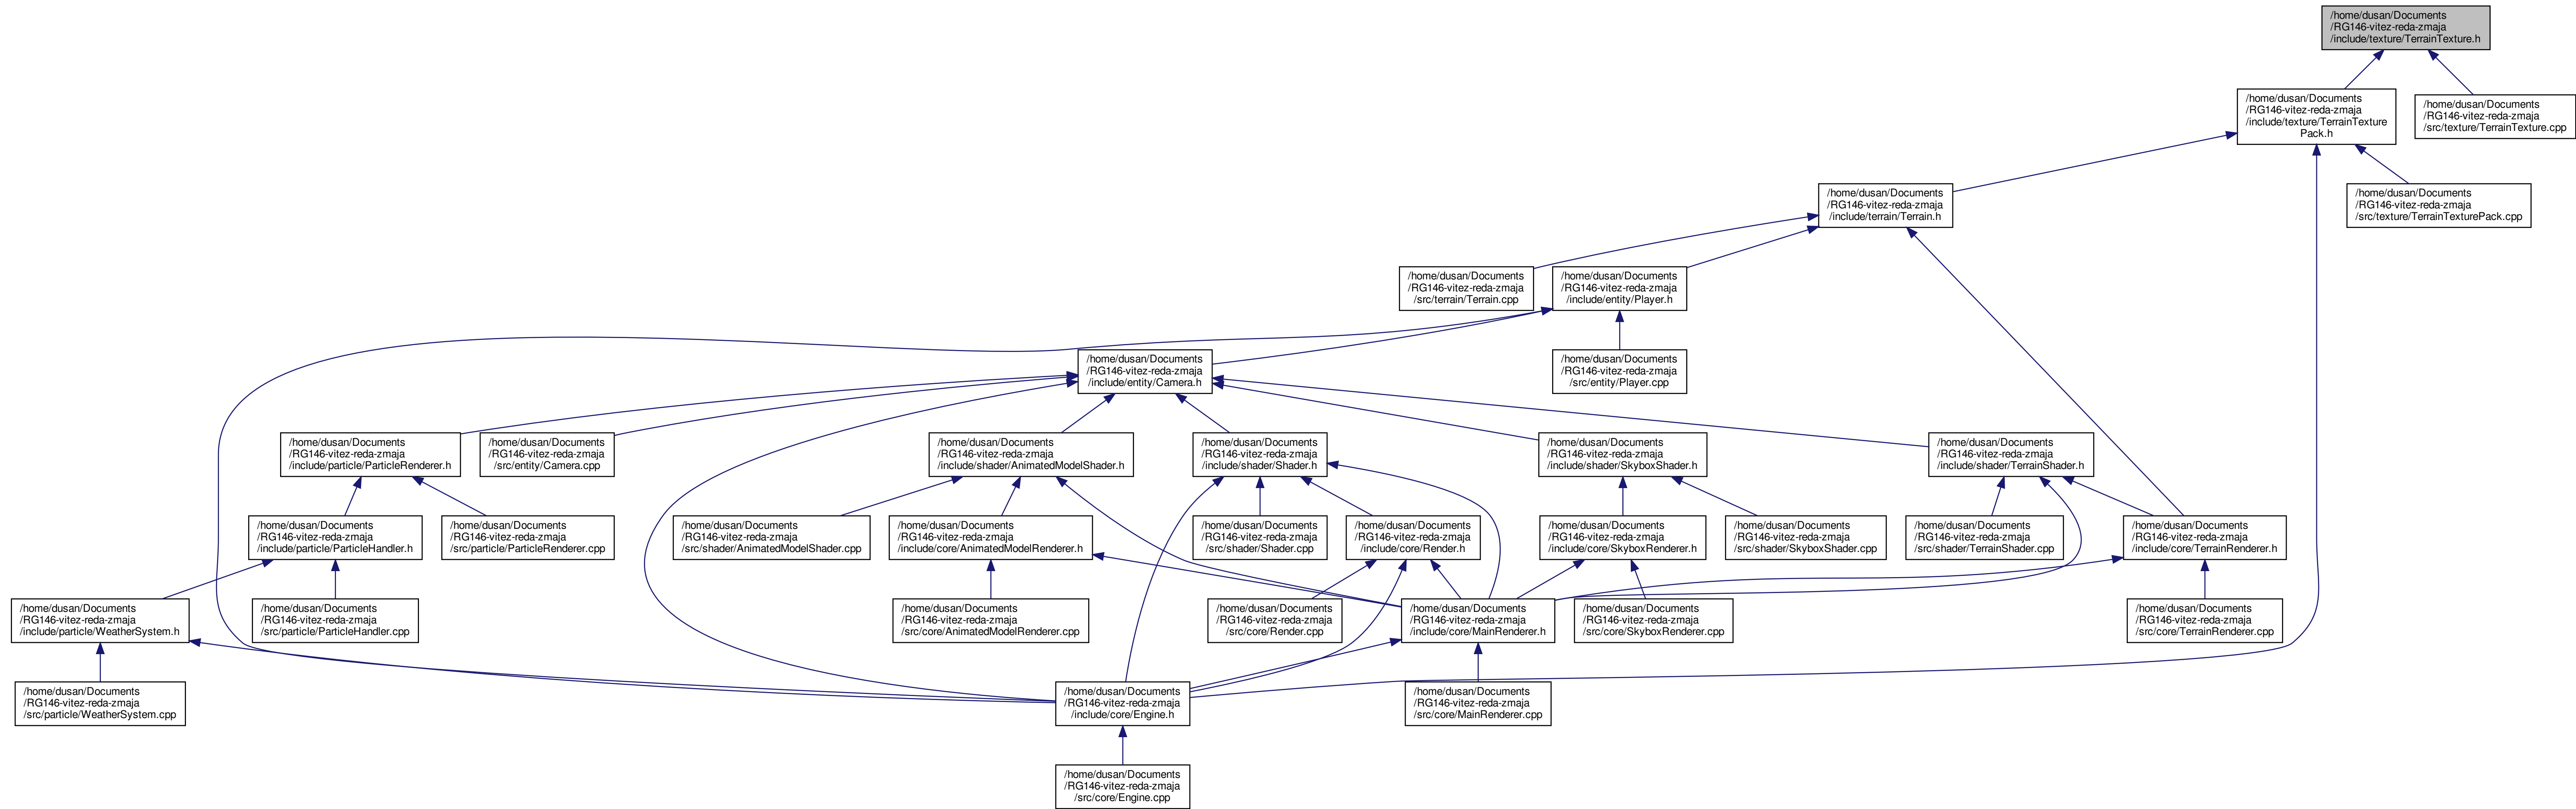 /home/dusan/Documents
/RG146-vitez-reda-zmaja
/include/texture/TerrainTexture.h
/home/dusan/Documents
/RG146-vitez-reda-zmaja
/include/texture/TerrainTexture
Pack.h
/home/dusan/Documents
/RG146-vitez-reda-zmaja
/src/texture/TerrainTexture.cpp
/home/dusan/Documents
/RG146-vitez-reda-zmaja
/include/terrain/Terrain.h
/home/dusan/Documents
/RG146-vitez-reda-zmaja
/src/texture/TerrainTexturePack.cpp
/home/dusan/Documents
/RG146-vitez-reda-zmaja
/src/terrain/Terrain.cpp
/home/dusan/Documents
/RG146-vitez-reda-zmaja
/include/entity/Player.h
/home/dusan/Documents
/RG146-vitez-reda-zmaja
/include/entity/Camera.h
/home/dusan/Documents
/RG146-vitez-reda-zmaja
/src/entity/Player.cpp
/home/dusan/Documents
/RG146-vitez-reda-zmaja
/include/particle/ParticleRenderer.h
/home/dusan/Documents
/RG146-vitez-reda-zmaja
/src/entity/Camera.cpp
/home/dusan/Documents
/RG146-vitez-reda-zmaja
/include/shader/AnimatedModelShader.h
/home/dusan/Documents
/RG146-vitez-reda-zmaja
/include/shader/Shader.h
/home/dusan/Documents
/RG146-vitez-reda-zmaja
/include/shader/SkyboxShader.h
/home/dusan/Documents
/RG146-vitez-reda-zmaja
/include/shader/TerrainShader.h
/home/dusan/Documents
/RG146-vitez-reda-zmaja
/include/particle/ParticleHandler.h
/home/dusan/Documents
/RG146-vitez-reda-zmaja
/src/particle/ParticleRenderer.cpp
/home/dusan/Documents
/RG146-vitez-reda-zmaja
/src/shader/AnimatedModelShader.cpp
/home/dusan/Documents
/RG146-vitez-reda-zmaja
/include/core/AnimatedModelRenderer.h
/home/dusan/Documents
/RG146-vitez-reda-zmaja
/src/shader/Shader.cpp
/home/dusan/Documents
/RG146-vitez-reda-zmaja
/include/core/Render.h
/home/dusan/Documents
/RG146-vitez-reda-zmaja
/include/core/SkyboxRenderer.h
/home/dusan/Documents
/RG146-vitez-reda-zmaja
/src/shader/SkyboxShader.cpp
/home/dusan/Documents
/RG146-vitez-reda-zmaja
/src/shader/TerrainShader.cpp
/home/dusan/Documents
/RG146-vitez-reda-zmaja
/include/core/TerrainRenderer.h
/home/dusan/Documents
/RG146-vitez-reda-zmaja
/include/particle/WeatherSystem.h
/home/dusan/Documents
/RG146-vitez-reda-zmaja
/src/particle/ParticleHandler.cpp
/home/dusan/Documents
/RG146-vitez-reda-zmaja
/src/core/AnimatedModelRenderer.cpp
/home/dusan/Documents
/RG146-vitez-reda-zmaja
/src/core/Render.cpp
/home/dusan/Documents
/RG146-vitez-reda-zmaja
/include/core/MainRenderer.h
/home/dusan/Documents
/RG146-vitez-reda-zmaja
/src/core/SkyboxRenderer.cpp
/home/dusan/Documents
/RG146-vitez-reda-zmaja
/src/core/TerrainRenderer.cpp
/home/dusan/Documents
/RG146-vitez-reda-zmaja
/src/particle/WeatherSystem.cpp
/home/dusan/Documents
/RG146-vitez-reda-zmaja
/include/core/Engine.h
/home/dusan/Documents
/RG146-vitez-reda-zmaja
/src/core/MainRenderer.cpp
/home/dusan/Documents
/RG146-vitez-reda-zmaja
/src/core/Engine.cpp